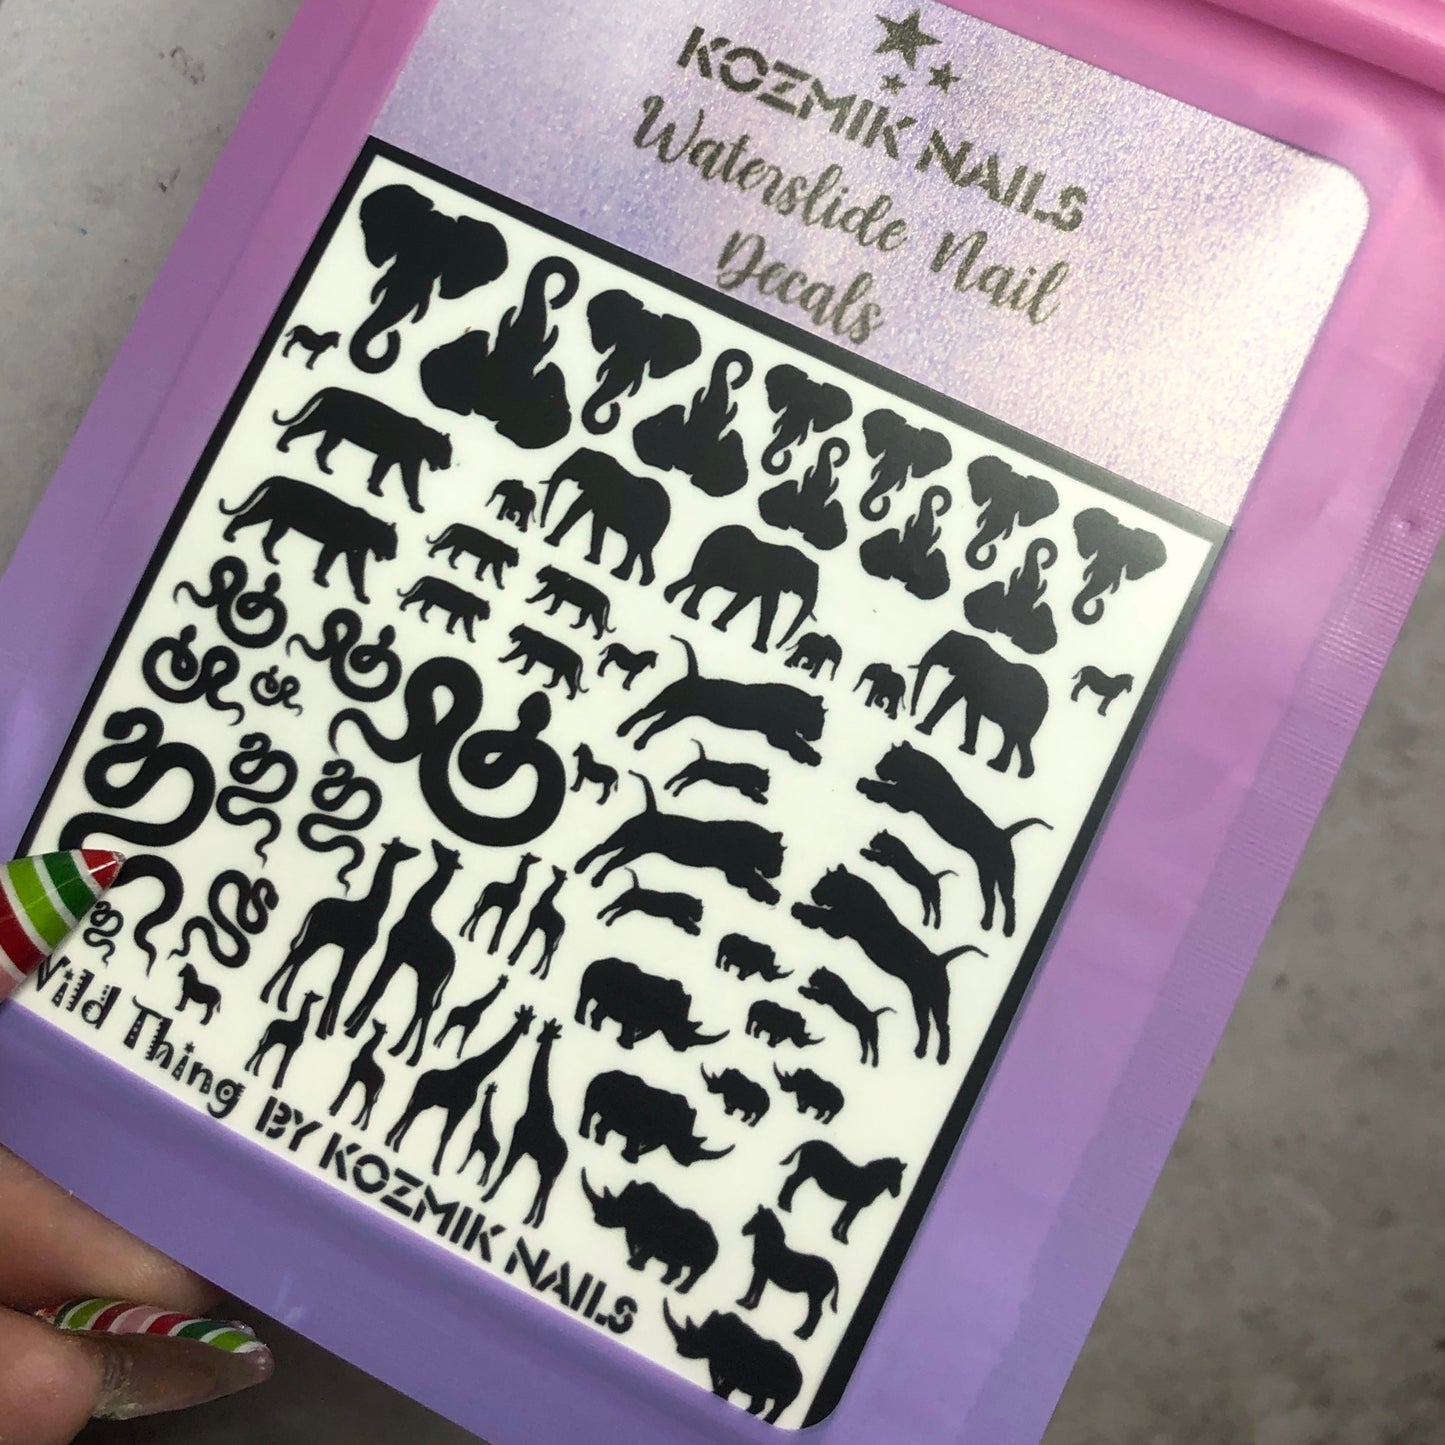 KOZMIK NAILS
Waterslide Nail
Decals
Wild Thing BY KOZMIK NAILS